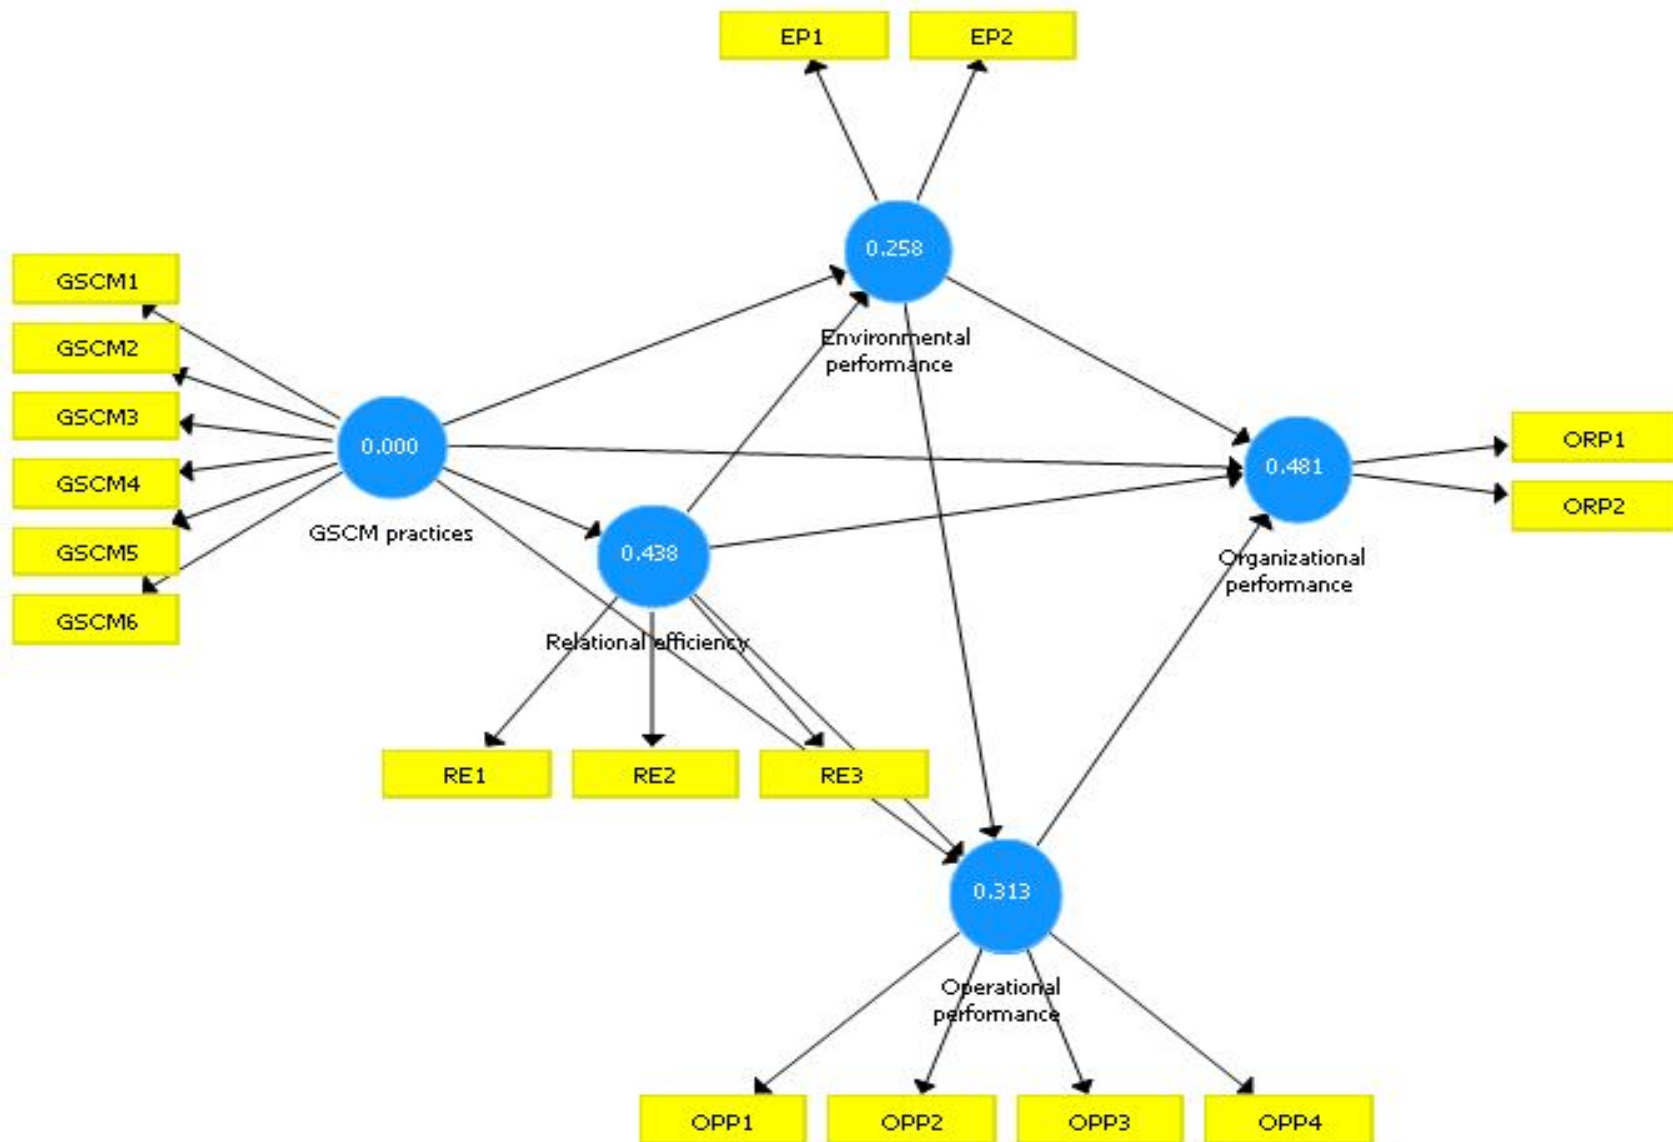 EP1
EP2
0.258
Environmental
performance
GSCM1
GSCM2
GSCM3
GSCM4
GSCM5
GSCM6
0.000
GSCM practices
0.438
Relational efficiency
RE1
RE2
RE3
0.481
Organizational
performance
ORP1
ORP2
0.313
Operational
performance
OPP1
OPP2
OPP3
OPP4